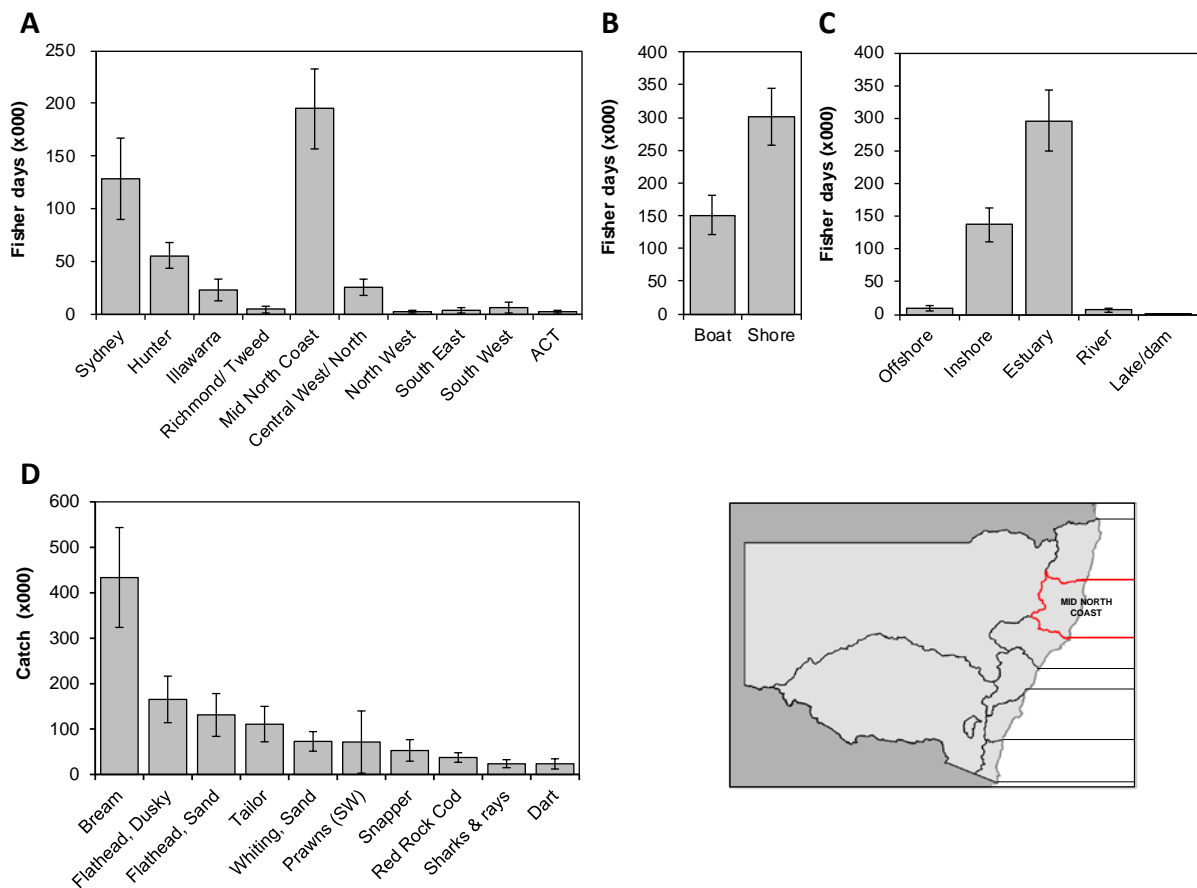 A
Fisher days (x000)
250
200
150
100
50
0
Sydney
Hunter
Illawarra
Richmond/ Tweed
Mid North Coast
Central West/ North
North West
South East
South West
ACT
B
Fisher days (x000)
400
350
300
250
200
150
100
50
0
Boat
Shore
C
Fisher days (x000)
400
350
300
250
200
150
100
50
0
Offshore
Inshore
Estuary
River
Lake/dam
D
Catch (x000)
600
500
400
300
200
100
0
Bream
Flathead, Dusky
Flathead, Sand
Tailor
Whiting, Sand
Prawns (SW)
Snapper
Red Rock Cod
Sharks & rays
Dart
MID NORTH
COAST